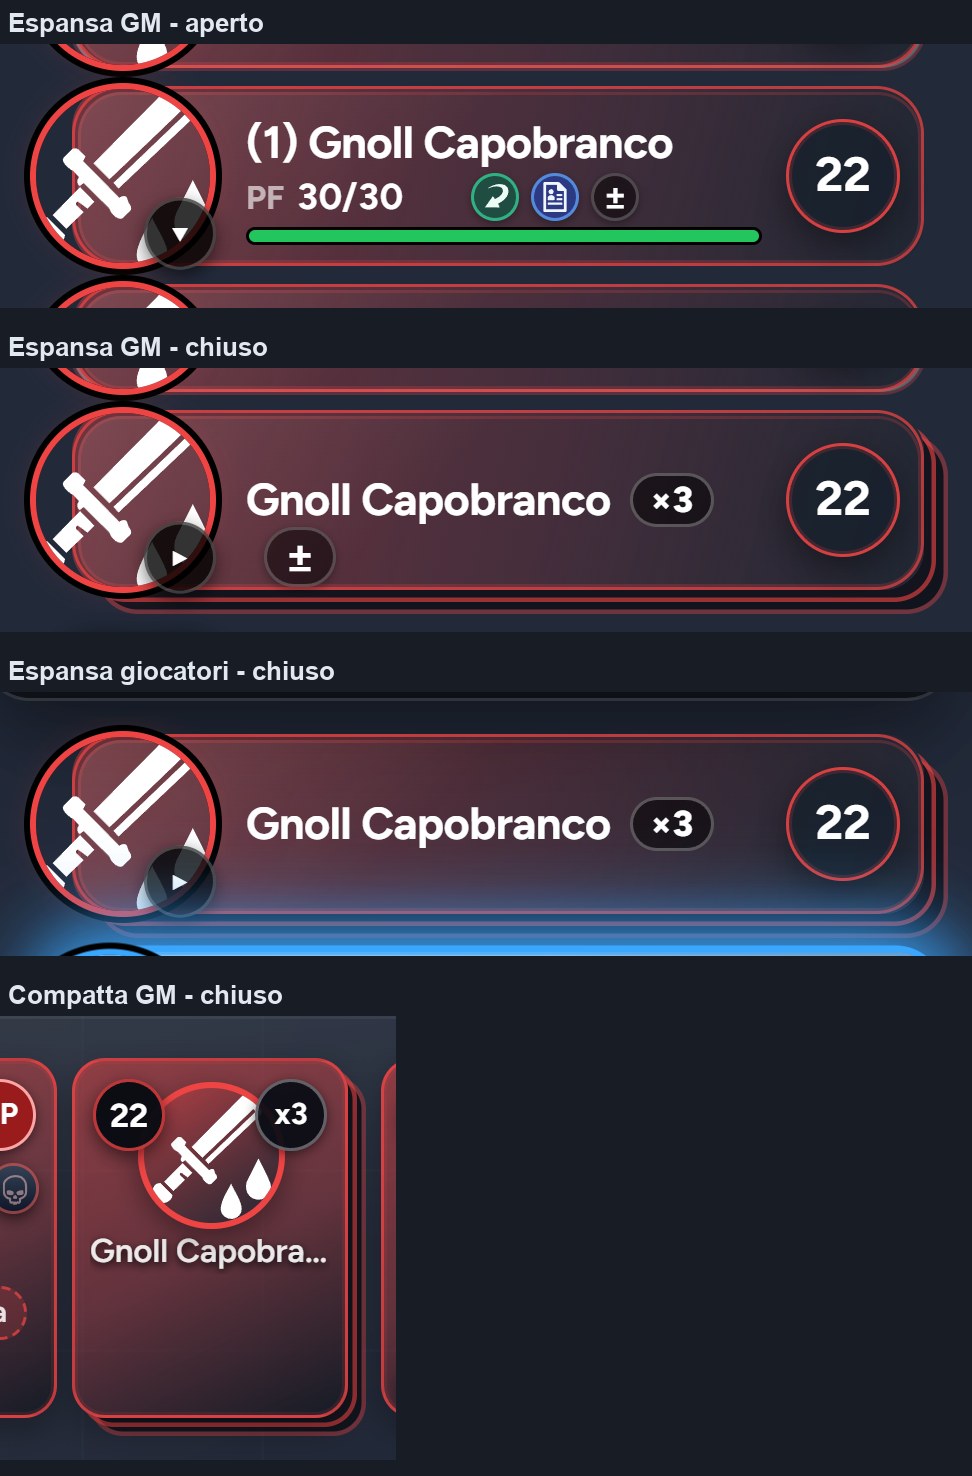 Espansa GM - aperto
(1) Gnoll Capobranco
PF 30/30 ±
22
Espansa GM - chiuso
Gnoll Capobranco ×3
22
±
Espansa giocatori - chiuso
Gnoll Capobranco ×3
22
Compatta GM - chiuso
P
22 x3
Gnoll Capobra...
a